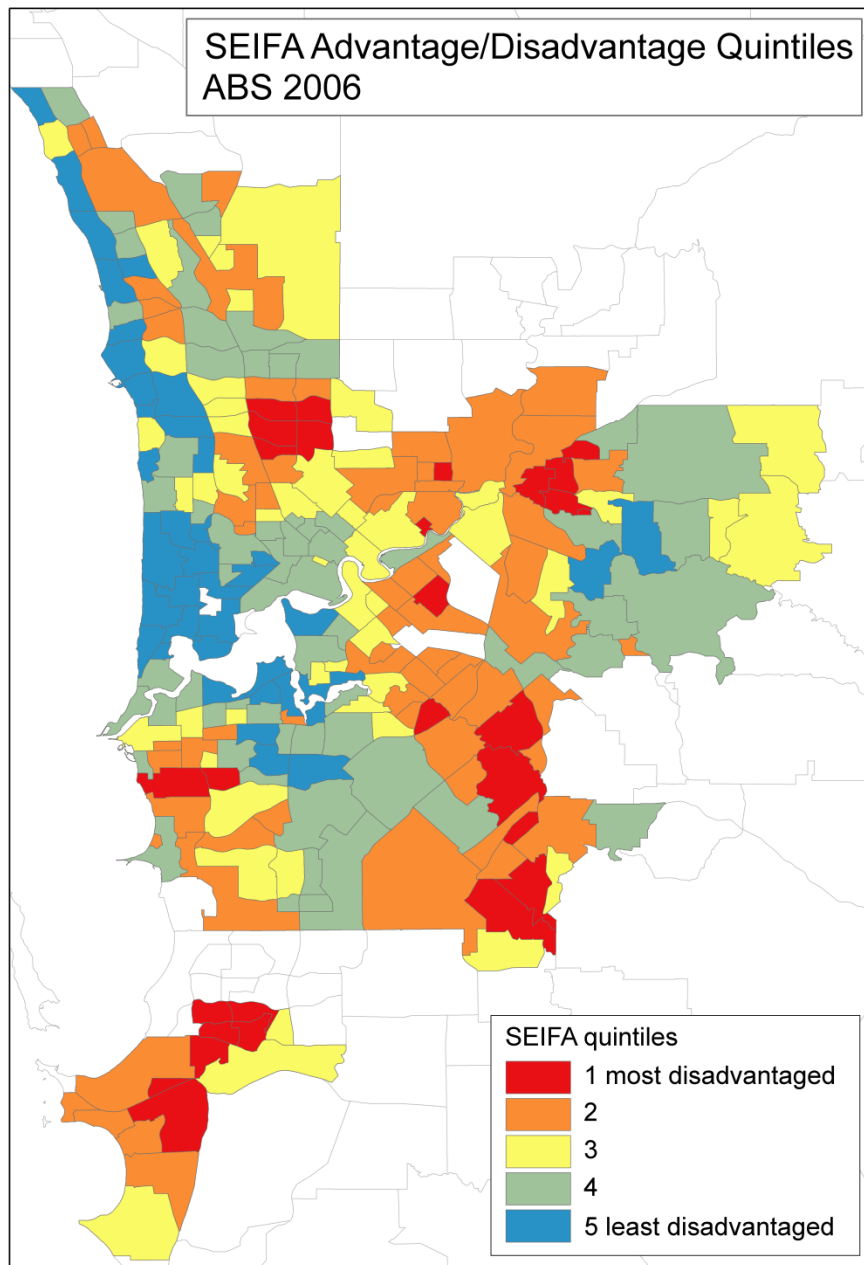 SEIFA Advantage/Disadvantage Quintiles
ABS 2006
SEIFA quintiles
1 most disadvantaged
2
3
4
5 least disadvantaged